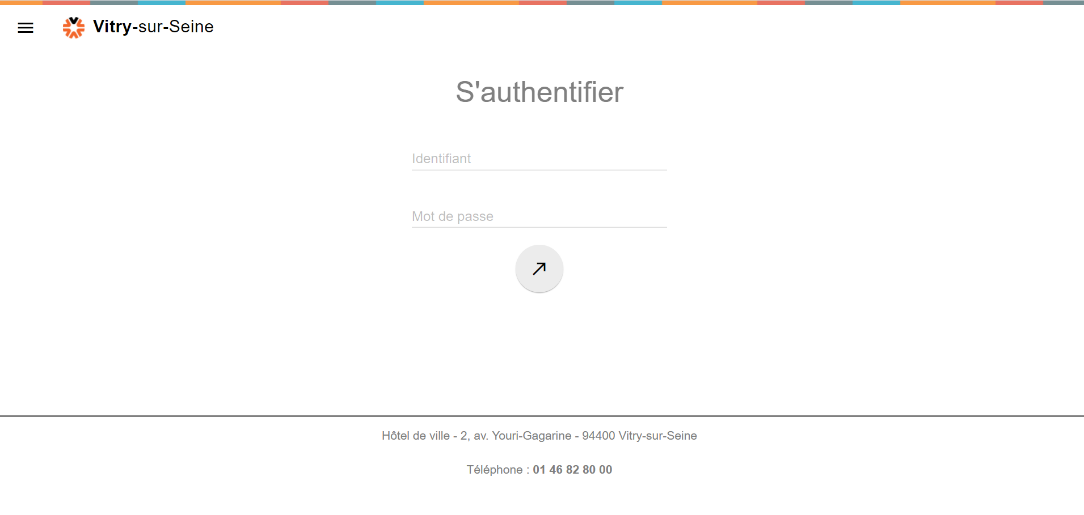 Vitry-sur-Seine
S'authentifier
Identifiant
Mot de passe
Hôtel de ville - 2, av. Youri-Gagarine - 94400 Vitry-sur-Seine
Téléphone : 01 46 82 80 00